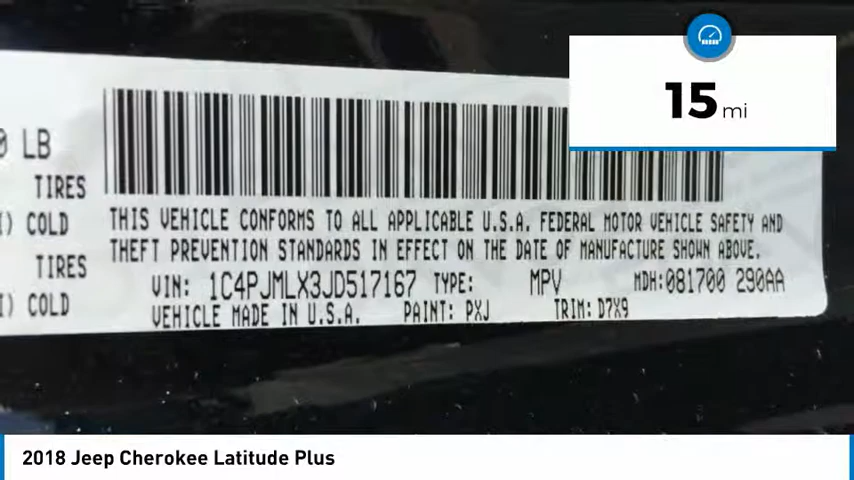 15 mi
0 LB
TIRES
I) COLD
TIRES
I) COLD
THIS VEHICLE CONFORMS TO ALL APPLICABLE U.S.A. FEDERAL MOTOR VEHICLE SAFETY AND
THEFT PREVENTION STANDARDS IN EFFECT ON THE DATE OF MANUFACTURE SHOWN ABOVE.
VIN: 1C4PJMLX3JD517167 TYPE: MPV MDH:081700 290AA
VEHICLE MADE IN U.S.A. PAINT: PXJ TRIM: D7X9
2018 Jeep Cherokee Latitude Plus